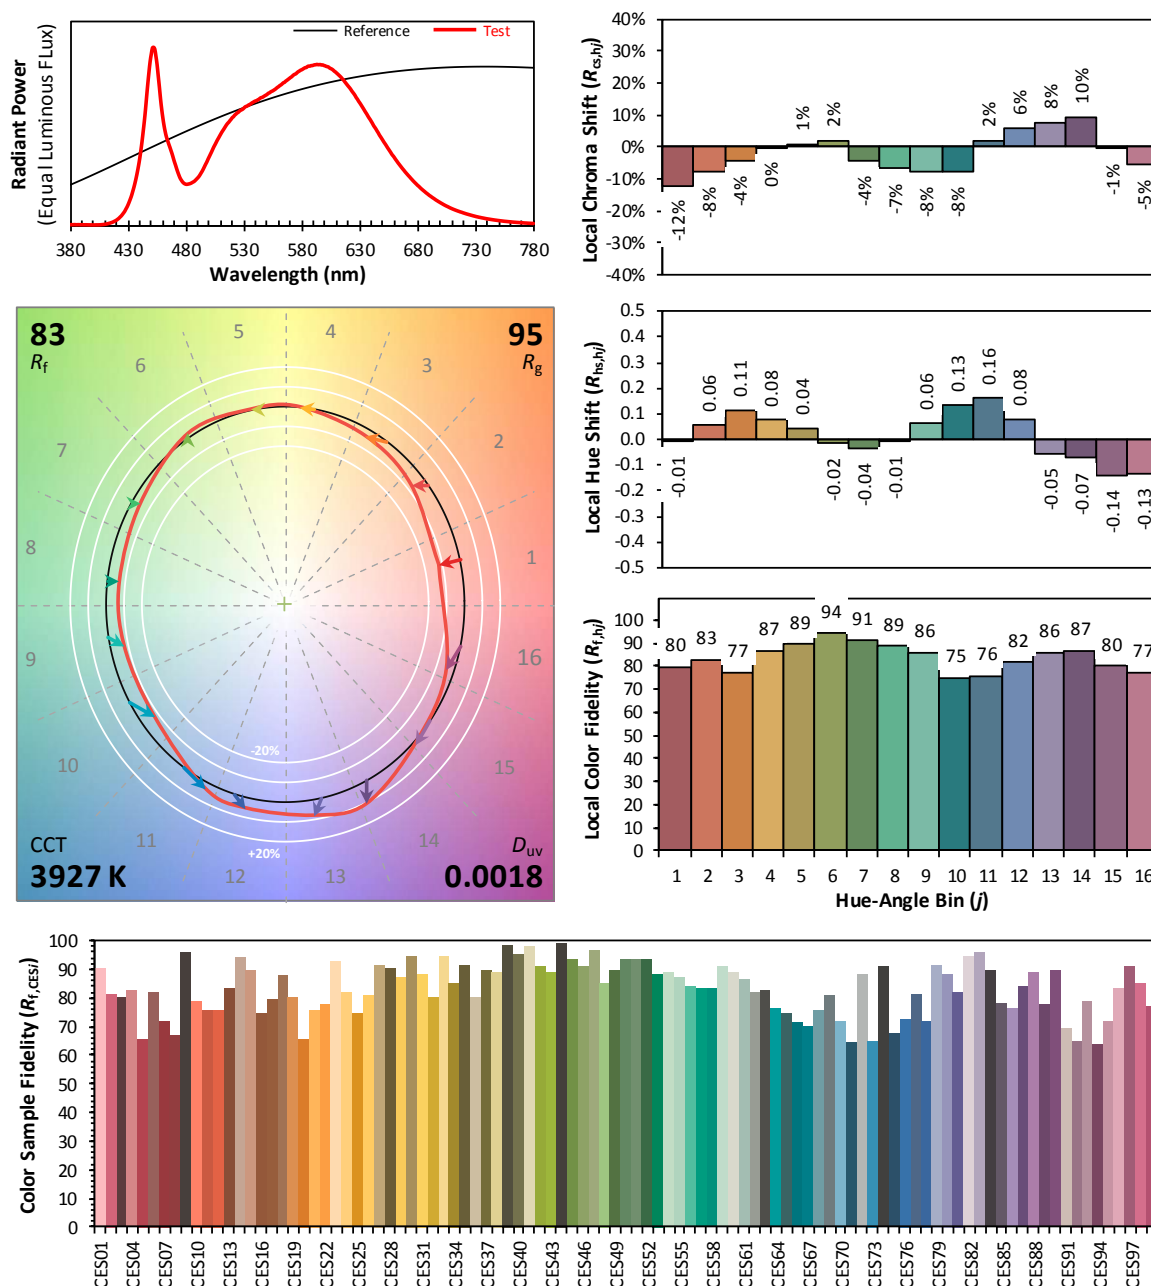 Radiant Power
(Equal Luminous FLux)
Reference
Test
380 430 480 530 580 630 680 730 780
Wavelength (nm)
Local Chroma Shift (Rcs,hj)
40%
30%
20%
10%
0%
-10%
-20%
-30%
-40%
-12% -8% -4% 0% 1% 2% -4% -7% -8% -8% 2% 6% 8% 10% -1% -5%
83
Rf
95
Rg
1 2 3 4 5 6 7 8 9 10 11 12 13 14 15 16
-20%
+20%
CCT
3927 K
Duv
0.0018
Local Hue Shift (Rhs,hj)
0.5
0.4
0.3
0.2
0.1
0.0
-0.1
-0.2
-0.3
-0.4
-0.5
-0.01 0.06 0.11 0.08 0.04 -0.02 -0.04 -0.01 0.06 0.13 0.16 0.08 -0.05 -0.07 -0.14 -0.13
Local Color Fidelity (Rf,hj)
100
90
80
70
60
50
40
30
20
10
0
80 83 77 87 89 94 91 89 86 75 76 82 86 87 80 77
1 2 3 4 5 6 7 8 9 10 11 12 13 14 15 16
Hue-Angle Bin (j)
Color Sample Fidelity (Rf,CESi)
100
90
80
70
60
50
40
30
20
10
0
CES01 CES04 CES07 CES10 CES13 CES16 CES19 CES22 CES25 CES28 CES31 CES34 CES37 CES40 CES43 CES46 CES49 CES52 CES55 CES58 CES61 CES64 CES67 CES70 CES73 CES76 CES79 CES82 CES85 CES88 CES91 CES94 CES97